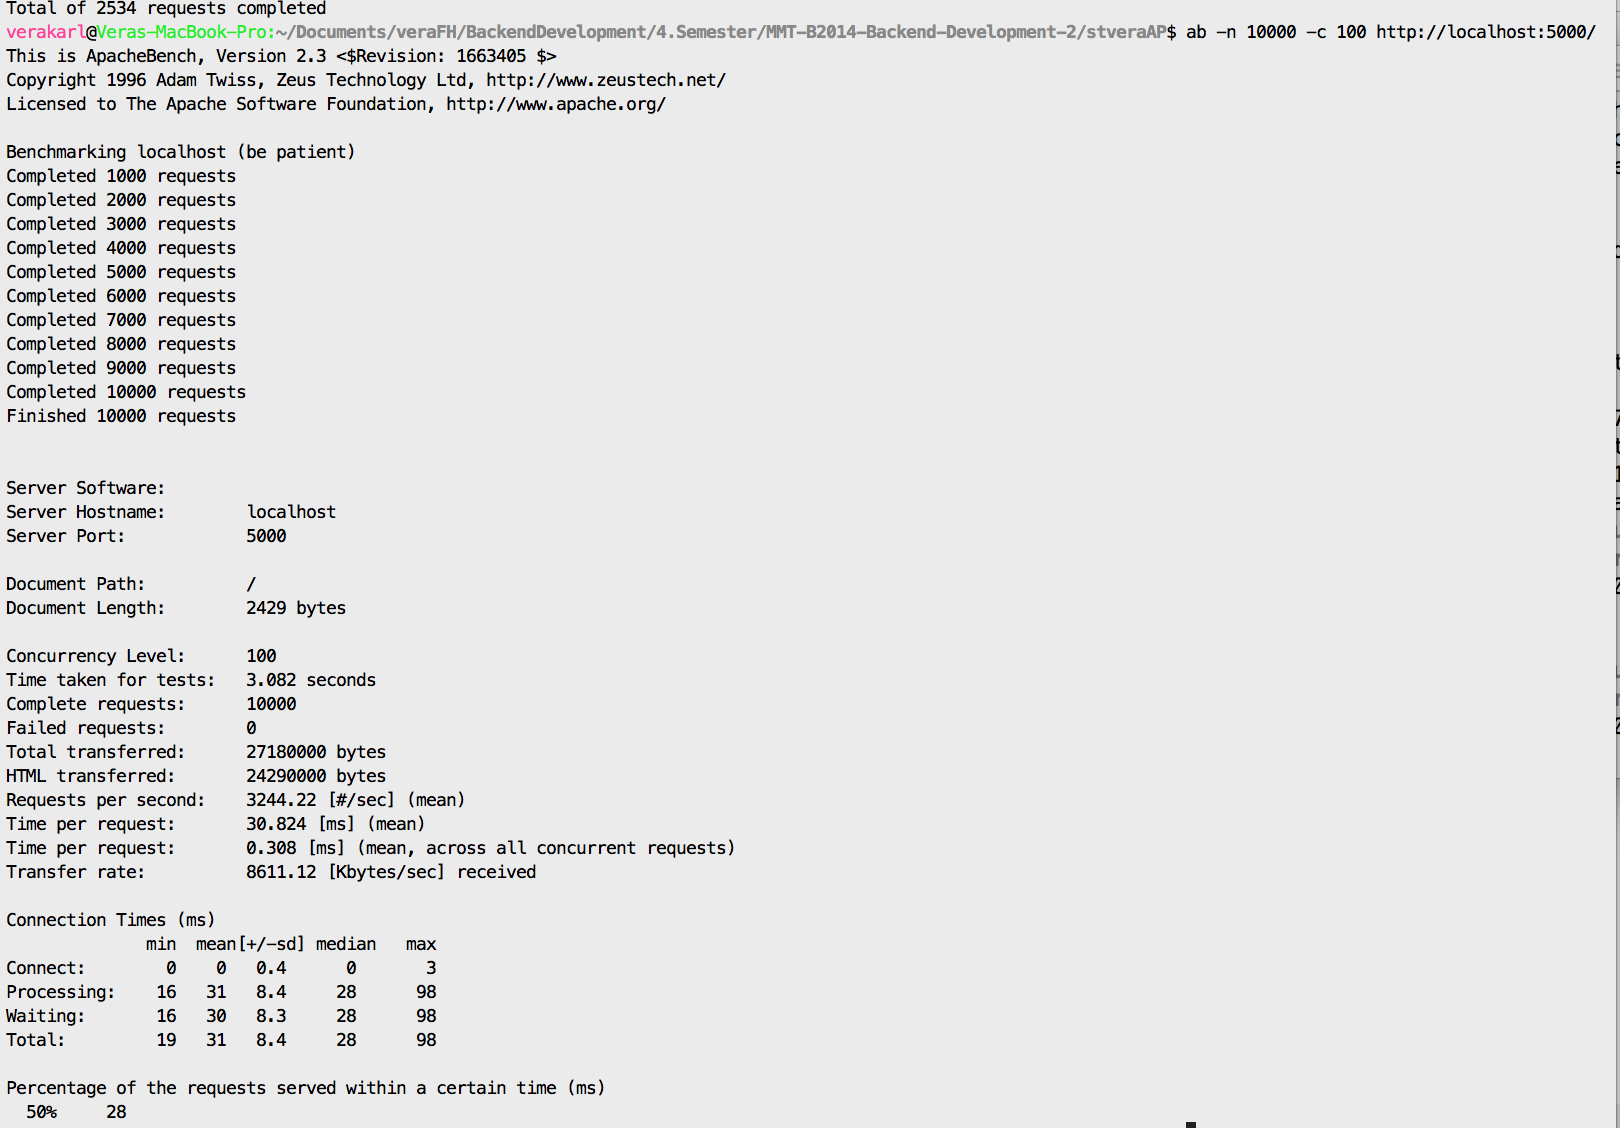 Total of 2534 requests completed
verakarl@Veras-MacBook-Pro:~/Documents/veraFH/BackendDevelopment/4.Semester/MMT-B2014-Backend-Development-2/stveraAP$ ab -n 10000 -c 100 http://localhost:5000/
This is ApacheBench, Version 2.3 <$Revision: 1663405 $>
Copyright 1996 Adam Twiss, Zeus Technology Ltd, http://www.zeustech.net/
Licensed to The Apache Software Foundation, http://www.apache.org/

Benchmarking localhost (be patient)
Completed 1000 requests
Completed 2000 requests
Completed 3000 requests
Completed 4000 requests
Completed 5000 requests
Completed 6000 requests
Completed 7000 requests
Completed 8000 requests
Completed 9000 requests
Completed 10000 requests
Finished 10000 requests

Server Software:
Server Hostname:        localhost
Server Port:            5000

Document Path:          /
Document Length:        2429 bytes

Concurrency Level:      100
Time taken for tests:   3.082 seconds
Complete requests:      10000
Failed requests:        0
Total transferred:      27180000 bytes
HTML transferred:       24290000 bytes
Requests per second:    3244.22 [#/sec] (mean)
Time per request:       30.824 [ms] (mean)
Time per request:       0.308 [ms] (mean, across all concurrent requests)
Transfer rate:          8611.12 [Kbytes/sec] received

Connection Times (ms)
              min  mean[+/-sd] median   max
Connect:        0    0   0.4      0       3
Processing:    16   31   8.4     28      98
Waiting:       16   30   8.3     28      98
Total:         19   31   8.4     28      98

Percentage of the requests served within a certain time (ms)
  50%     28